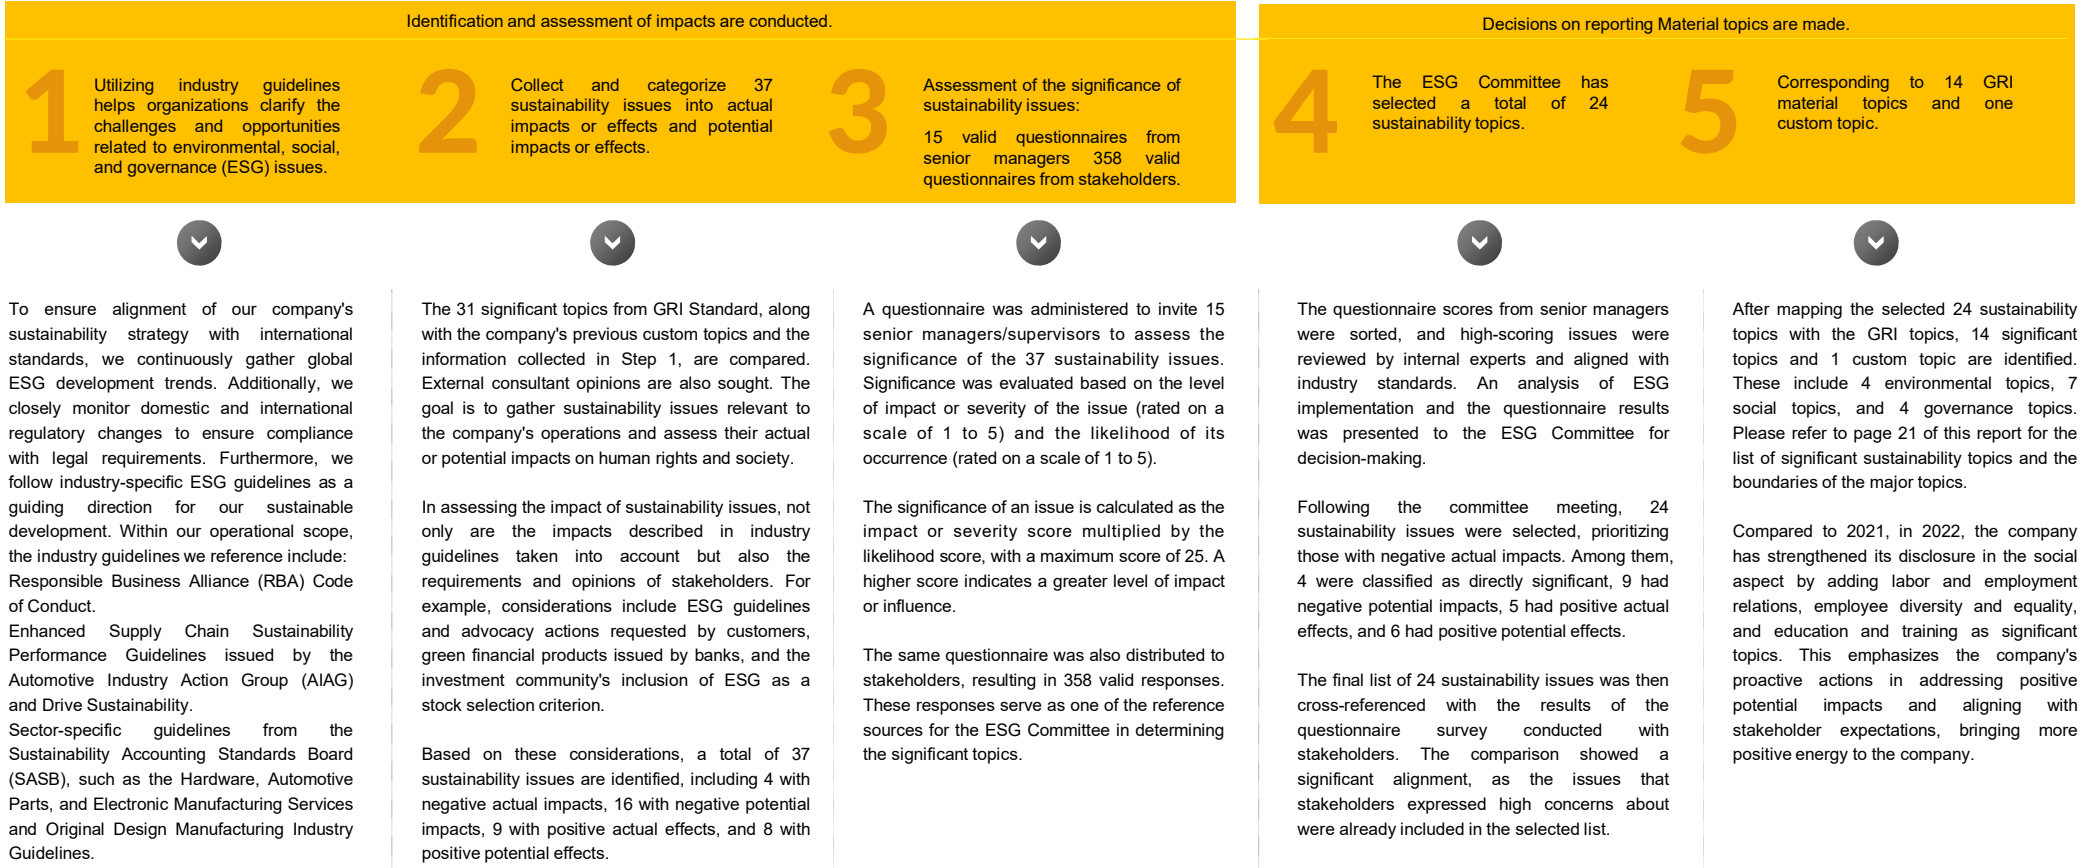 Identification and assessment of impacts are conducted.
1
Utilizing industry guidelines
helps organizations clarify the
challenges and opportunities
related to environmental, social,
and governance (ESG) issues.
2
Collect and categorize 37
sustainability issues into actual
impacts or effects and potential
impacts or effects.
3
Assessment of the significance of
sustainability issues:
15 valid questionnaires from
senior managers 358 valid
questionnaires from stakeholders.
Decisions on reporting Material topics are made.
4
The ESG Committee has
selected a total of 24
sustainability topics.
5
Corresponding to 14 GRI
material topics and one
custom topic.
To ensure alignment of our company's
sustainability strategy with international
standards, we continuously gather global
ESG development trends. Additionally, we
closely monitor domestic and international
regulatory changes to ensure compliance
with legal requirements. Furthermore, we
follow industry-specific ESG guidelines as a
guiding direction for our sustainable
development. Within our operational scope,
the industry guidelines we reference include:
Responsible Business Alliance (RBA) Code
of Conduct.
Enhanced Supply Chain Sustainability
Performance Guidelines issued by the
Automotive Industry Action Group (AIAG)
and Drive Sustainability.
Sector-specific guidelines from the
Sustainability Accounting Standards Board
(SASB), such as the Hardware, Automotive
Parts, and Electronic Manufacturing Services
and Original Design Manufacturing Industry
Guidelines.
The 31 significant topics from GRI Standard, along
with the company's previous custom topics and the
information collected in Step 1, are compared.
External consultant opinions are also sought. The
goal is to gather sustainability issues relevant to
the company's operations and assess their actual
or potential impacts on human rights and society.
In assessing the impact of sustainability issues, not
only are the impacts described in industry
guidelines taken into account but also the
requirements and opinions of stakeholders. For
example, considerations include ESG guidelines
and advocacy actions requested by customers,
green financial products issued by banks, and the
investment community's inclusion of ESG as a
stock selection criterion.
Based on these considerations, a total of 37
sustainability issues are identified, including 4 with
negative actual impacts, 16 with negative potential
impacts, 9 with positive actual effects, and 8 with
positive potential effects.
A questionnaire was administered to invite 15
senior managers/supervisors to assess the
significance of the 37 sustainability issues.
Significance was evaluated based on the level
of impact or severity of the issue (rated on a
scale of 1 to 5) and the likelihood of its
occurrence (rated on a scale of 1 to 5).
The significance of an issue is calculated as the
impact or severity score multiplied by the
likelihood score, with a maximum score of 25. A
higher score indicates a greater level of impact
or influence.
The same questionnaire was also distributed to
stakeholders, resulting in 358 valid responses.
These responses serve as one of the reference
sources for the ESG Committee in determining
the significant topics.
The questionnaire scores from senior managers
were sorted, and high-scoring issues were
reviewed by internal experts and aligned with
industry standards. An analysis of ESG
implementation and the questionnaire results
was presented to the ESG Committee for
decision-making.
Following the committee meeting, 24
sustainability issues were selected, prioritizing
those with negative actual impacts. Among them,
4 were classified as directly significant, 9 had
negative potential impacts, 5 had positive actual
effects, and 6 had positive potential effects.
The final list of 24 sustainability issues was then
cross-referenced with the results of the
questionnaire survey conducted with
stakeholders. The comparison showed a
significant alignment, as the issues that
stakeholders expressed high concerns about
were already included in the selected list.
After mapping the selected 24 sustainability
topics with the GRI topics, 14 significant
topics and 1 custom topic are identified.
These include 4 environmental topics, 7
social topics, and 4 governance topics.
Please refer to page 21 of this report for the
list of significant sustainability topics and the
boundaries of the major topics.
Compared to 2021, in 2022, the company
has strengthened its disclosure in the social
aspect by adding labor and employment
relations, employee diversity and equality,
and education and training as significant
topics. This emphasizes the company's
proactive actions in addressing positive
potential impacts and aligning with
stakeholder expectations, bringing more
positive energy to the company.